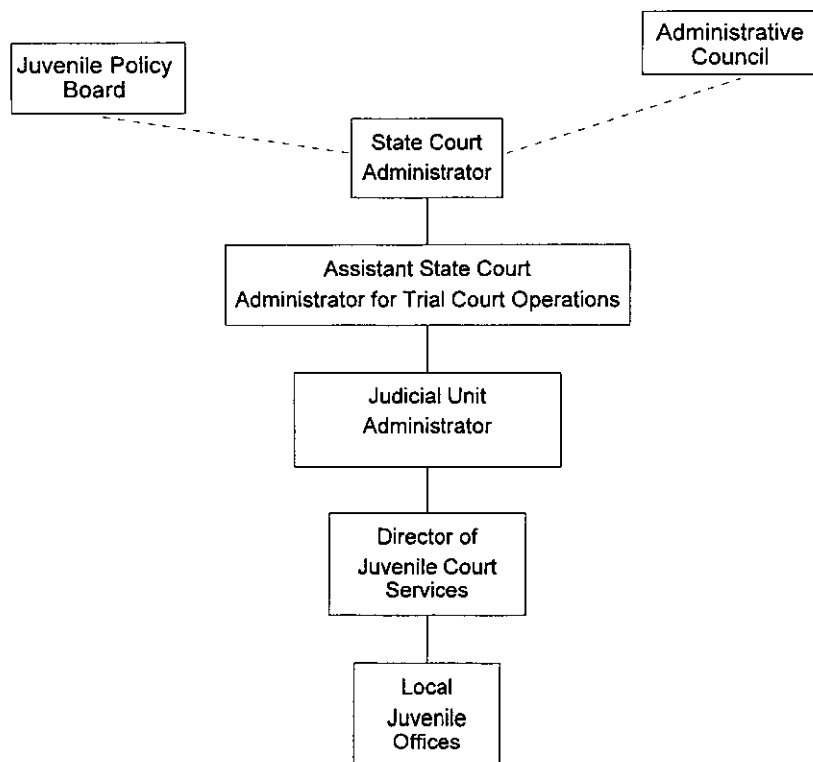 Juvenile Policy
Board
Administrative
Council
State Court
Administrator
Assistant State Court
Administrator for Trial Court Operations
Judicial Unit
Administrator
Director of
Juvenile Court
Services
Local
Juvenile
Offices